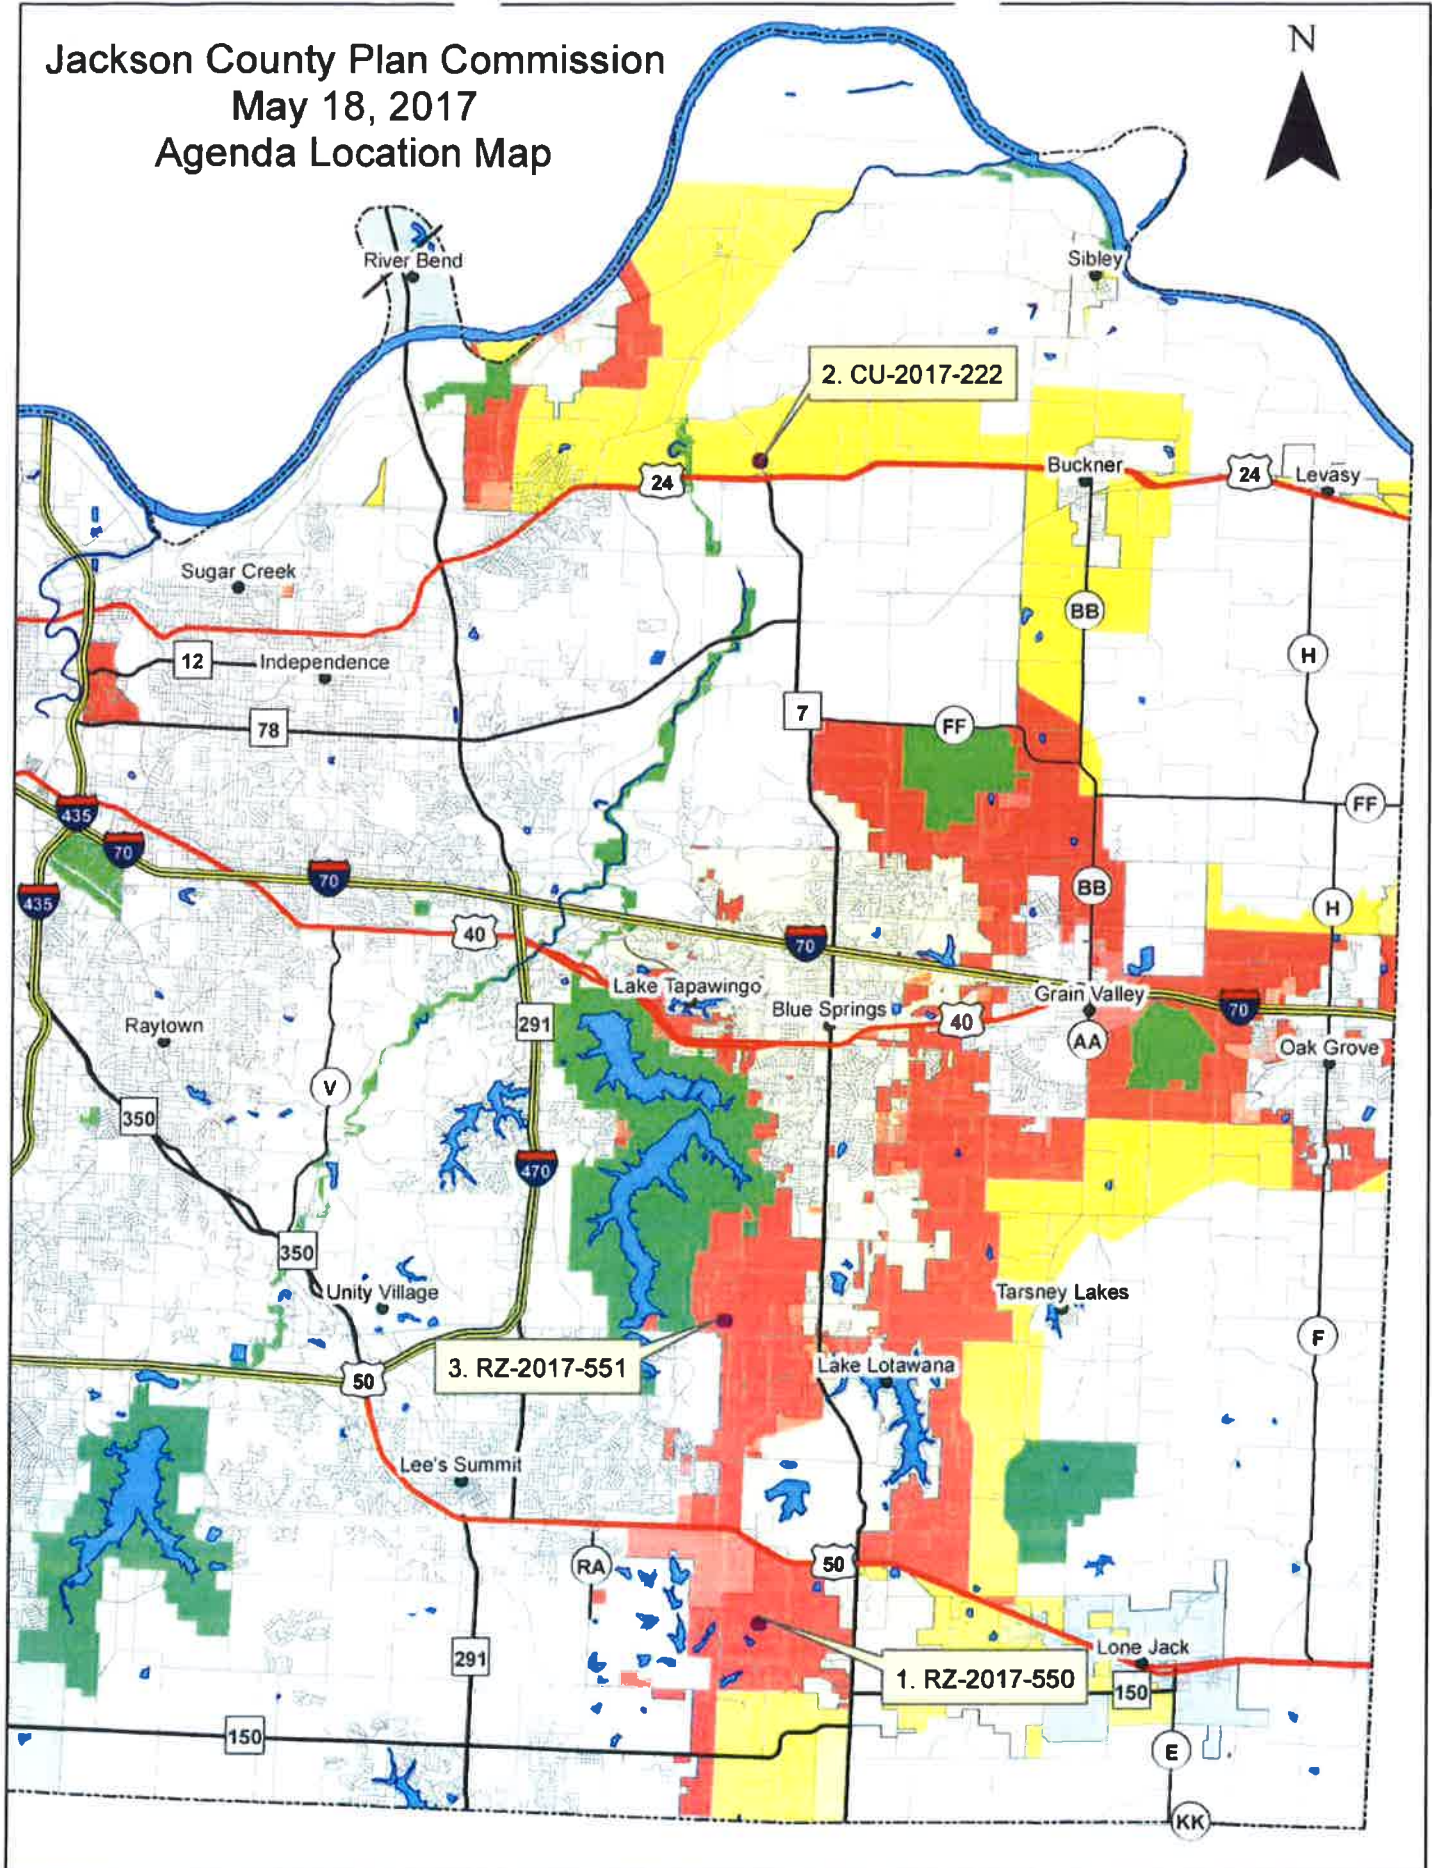 Jackson County Plan Commission
May 18, 2017
Agenda Location Map
N
River Bend
Sibley
2. CU-2017-222
24
Buckner
24
Levasy
Sugar Creek
BB
12
Independence
H
78
7
FF
435
FF
70
70
435
BB
H
40
70
Lake Tapawingo
Grain Valley
Blue Springs
70
291
40
Raytown
AA
Oak Grove
V
350
470
350
Unity Village
Tarsney Lakes
F
3. RZ-2017-551
Lake Lotawana
50
Lee's Summit
RA
50
291
Lone Jack
1. RZ-2017-550
150
150
E
KK